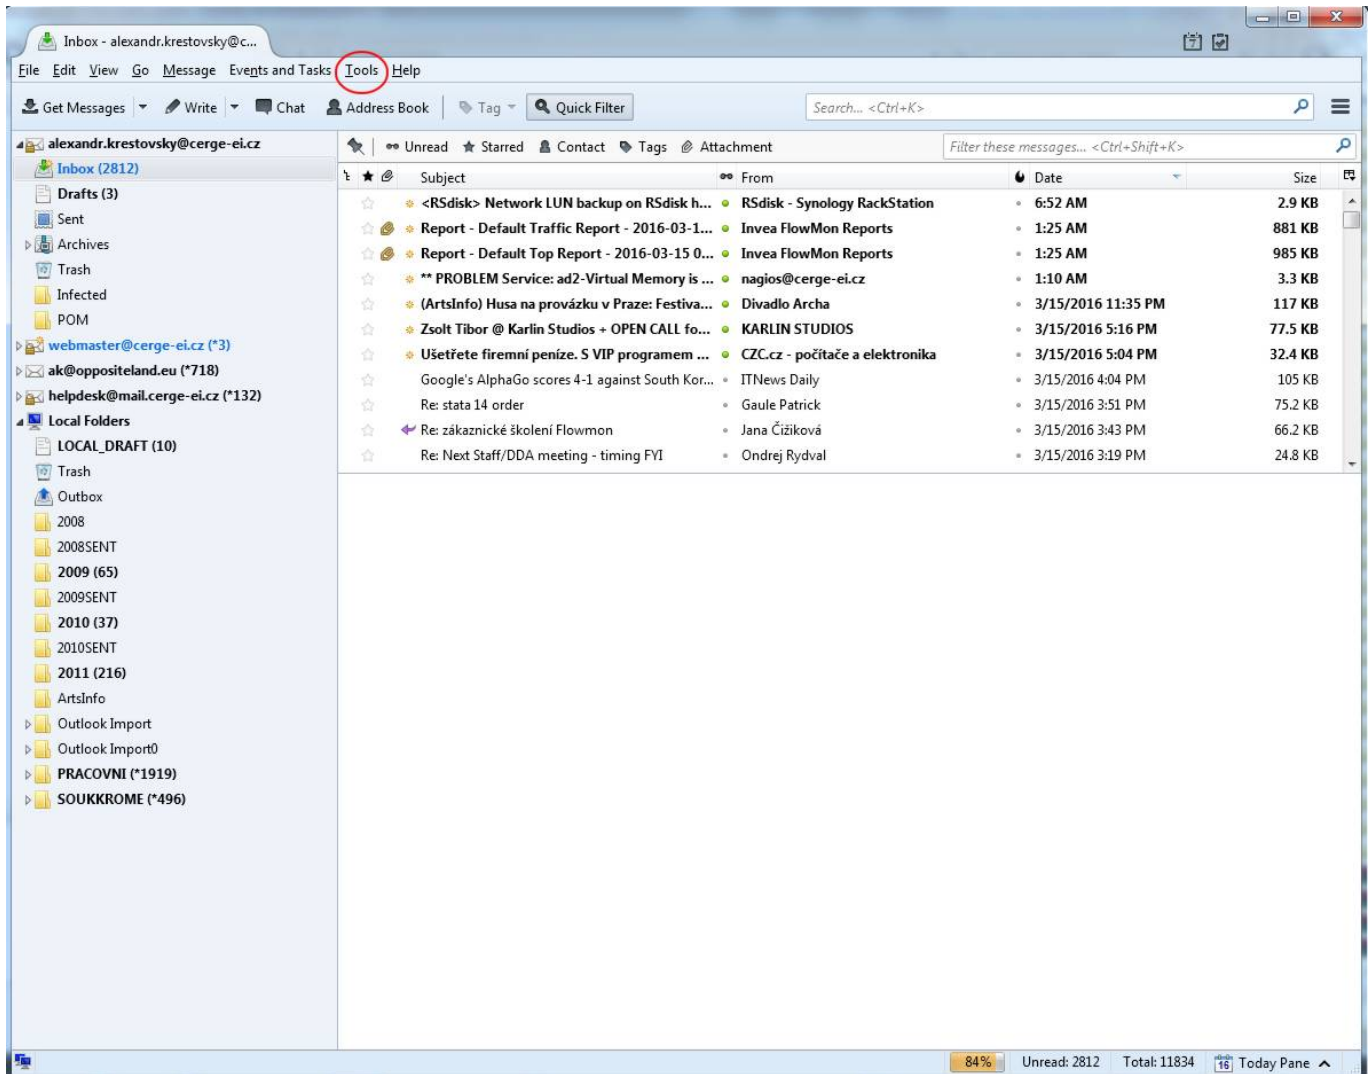 Inbox - alexandr.krestovsky@c...
File Edit View Go Message Events and Tasks Tools Help
Get Messages Write Chat Address Book Tag Quick Filter Search... <Ctrl+K>
alexandr.krestovsky@cerge-ei.cz
Inbox (2812)
Drafts (3)
Sent
Archives
Trash
Infected
POM
webmaster@cerge-ei.cz (*3)
ak@oppositeland.eu (*718)
helpdesk@mail.cerge-ei.cz (*132)
Local Folders
LOCAL_DRAFT (10)
Trash
Outbox
2008
2008SENT
2009 (65)
2009SENT
2010 (37)
2010SENT
2011 (216)
ArtsInfo
Outlook Import
Outlook Import0
PRACOVNI (*1919)
SOUKKROME (*496)
Unread Starred Contact Tags Attachment Filter these messages... <Ctrl+Shift+K>
Subject From Date Size
<RSdisk> Network LUN backup on RSdisk h... RSdisk - Synology RackStation 6:52 AM 2.9 KB
Report - Default Traffic Report - 2016-03-1... Invea FlowMon Reports 1:25 AM 881 KB
Report - Default Top Report - 2016-03-15 0... Invea FlowMon Reports 1:25 AM 985 KB
** PROBLEM Service: ad2-Virtual Memory is ... nagios@cerge-ei.cz 1:10 AM 3.3 KB
(ArtsInfo) Husa na provázku v Praze: Festiva... Divadlo Archa 3/15/2016 11:35 PM 117 KB
Zsolt Tibor @ Karlin Studios + OPEN CALL fo... KARLIN STUDIOS 3/15/2016 5:16 PM 77.5 KB
Ušetřete firemní peníze. S VIP programem ... CZC.cz - počítače a elektronika 3/15/2016 5:04 PM 32.4 KB
Google's AlphaGo scores 4-1 against South Kor... ITNews Daily 3/15/2016 4:04 PM 105 KB
Re: stata 14 order Gaule Patrick 3/15/2016 3:51 PM 75.2 KB
Re: zákaznické školení Flowmon Jana Čižiková 3/15/2016 3:43 PM 66.2 KB
Re: Next Staff/DDA meeting - timing FYI Ondrej Rydval 3/15/2016 3:19 PM 24.8 KB
84% Unread: 2812 Total: 11834 16 Today Pane